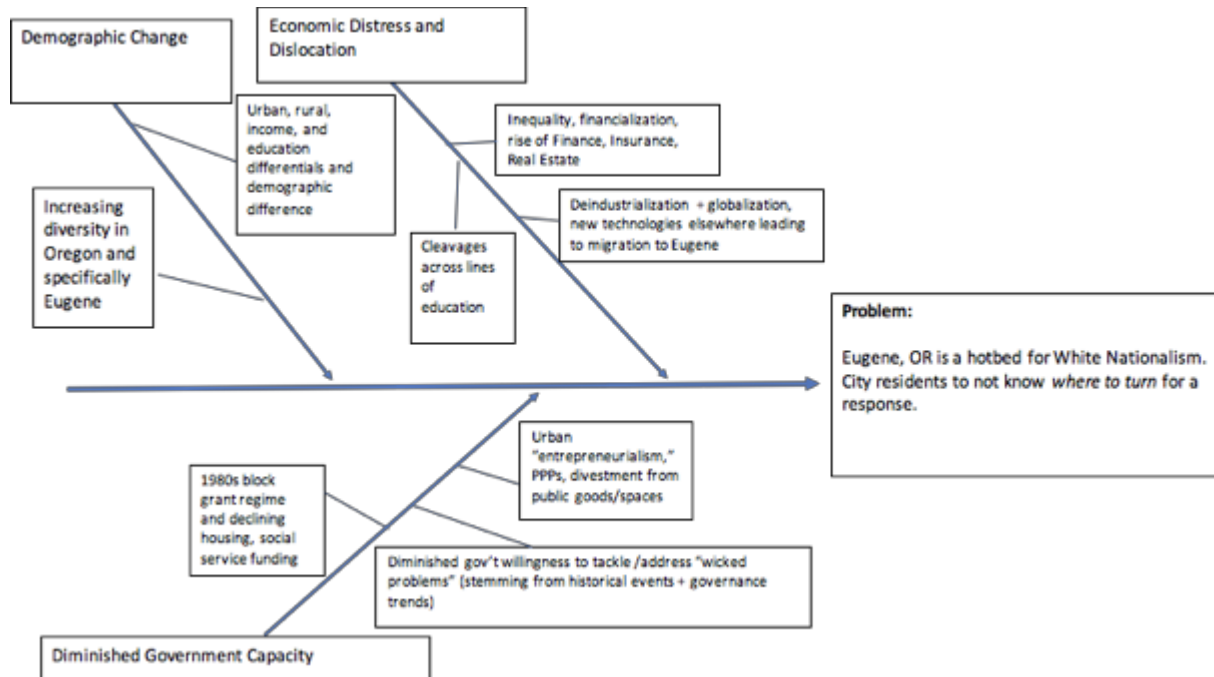 Demographic Change
Economic Distress and
Dislocation
Urban, rural,
income, and
education
differentials and
demographic
difference
Inequality, financialization,
rise of Finance, Insurance,
Real Estate
Increasing
diversity in
Oregon and
specifically
Eugene
Deindustrialization + globalization,
new technologies elsewhere leading
to migration to Eugene
Cleavages
across lines
of
education
Problem:
Eugene, OR is a hotbed for White Nationalism.
City residents to not know where to turn for a
response.
Urban
"entrepreneurialism,"
PPPs, divestment from
public goods/spaces
1980s block
grant regime
and declining
housing, social
service funding
Diminished gov't willingness to tackle /address "wicked
problems" (stemming from historical events + governance
trends)
Diminished Government Capacity